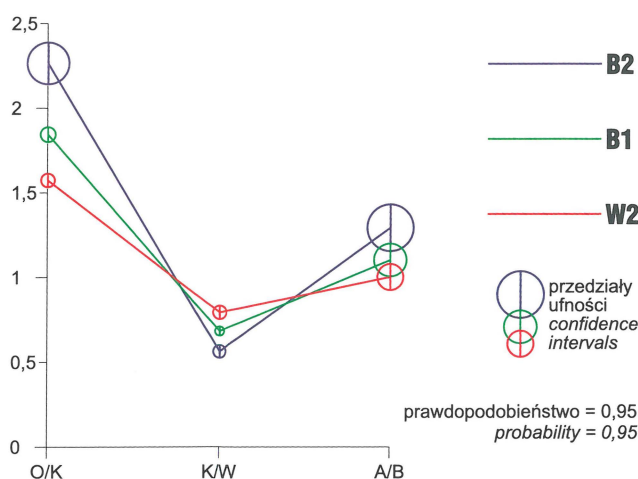 2,5
2
1,5
1
0,5
0
O/K
K/W
A/B
B2
B1
W2
przedziały
ufności
confidence
intervals
prawdopodobieństwo = 0,95
probability = 0,95